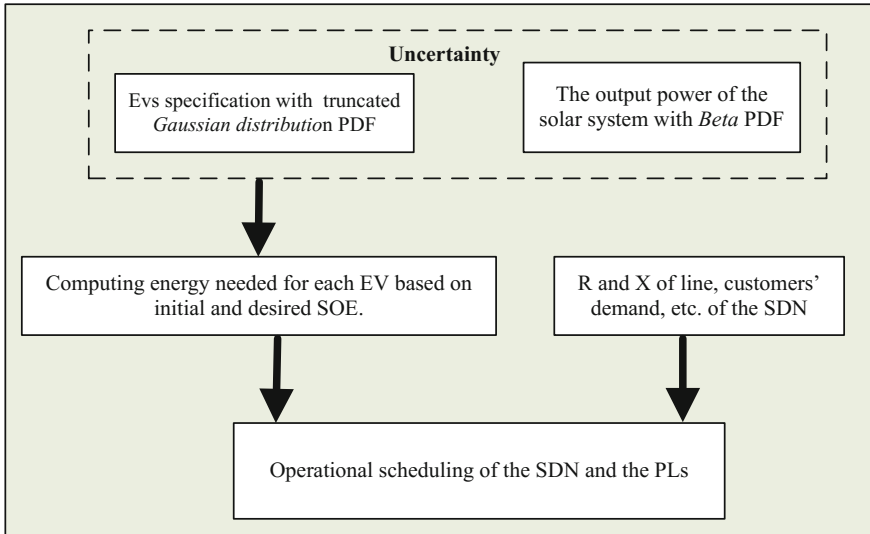 Uncertainty
Evs specification with truncated
Gaussian distribution PDF
The output power of the
solar system with Beta PDF
Computing energy needed for each EV based on
initial and desired SOE.
R and X of line, customers’
demand, etc. of the SDN
Operational scheduling of the SDN and the PLs